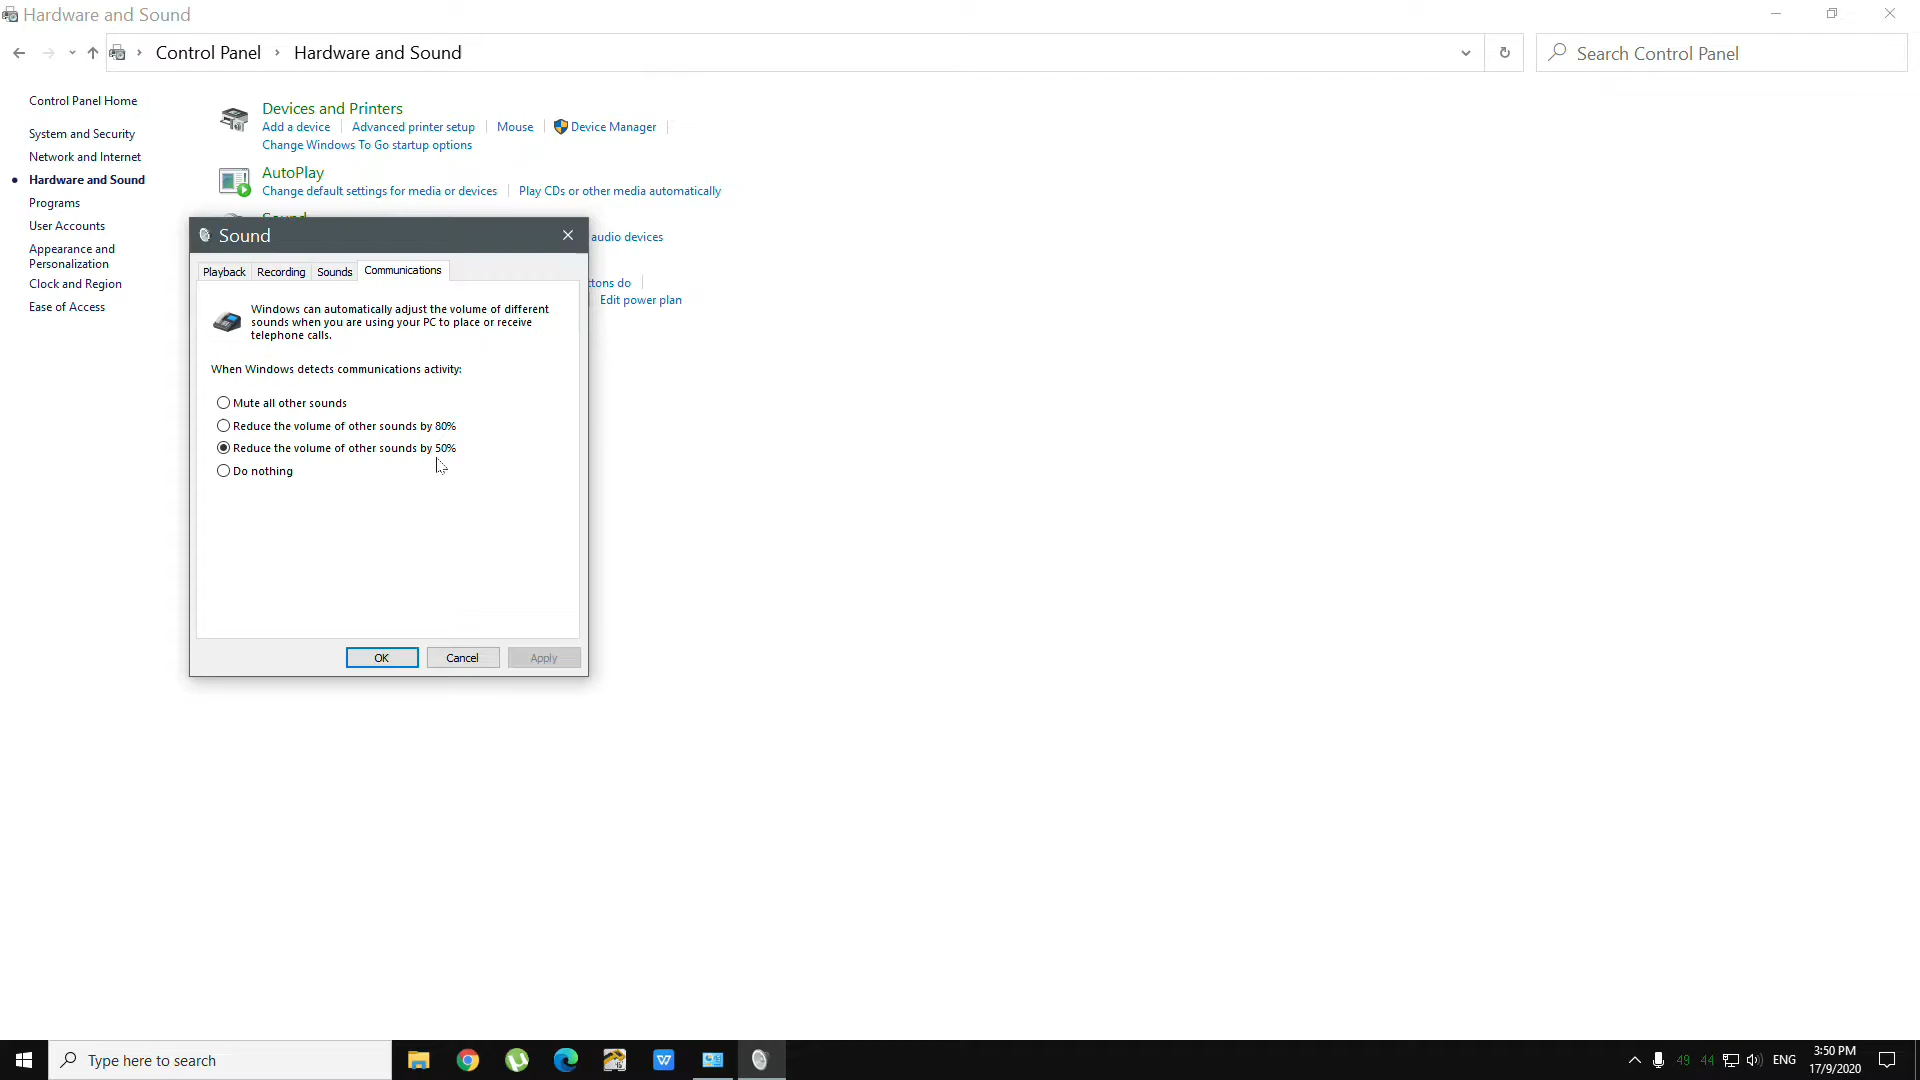 Hardware and Sound
Control Panel
Hardware and Sound
Search Control Panel
Control Panel Home
System and Security
Network and Internet
Hardware and Sound
Programs
User Accounts
Appearance and
Personalization
Clock and Region
Ease of Access
Devices and Printers
Add a device
Advanced printer setup
Mouse
Device Manager
Change Windows To Go startup options
AutoPlay
Change default settings for media or devices
Play CDs or other media automatically
Sound
audio devices
ttons do
Edit power plan
Sound
Playback
Recording
Sounds
Communications
Windows can automatically adjust the volume of different
sounds when you are using your PC to place or receive
telephone calls.
When Windows detects communications activity:
Mute all other sounds
Reduce the volume of other sounds by 80%
Reduce the volume of other sounds by 50%
Do nothing
OK
Cancel
Apply
Type here to search
49
44
ENG
3:50 PM
17/9/2020